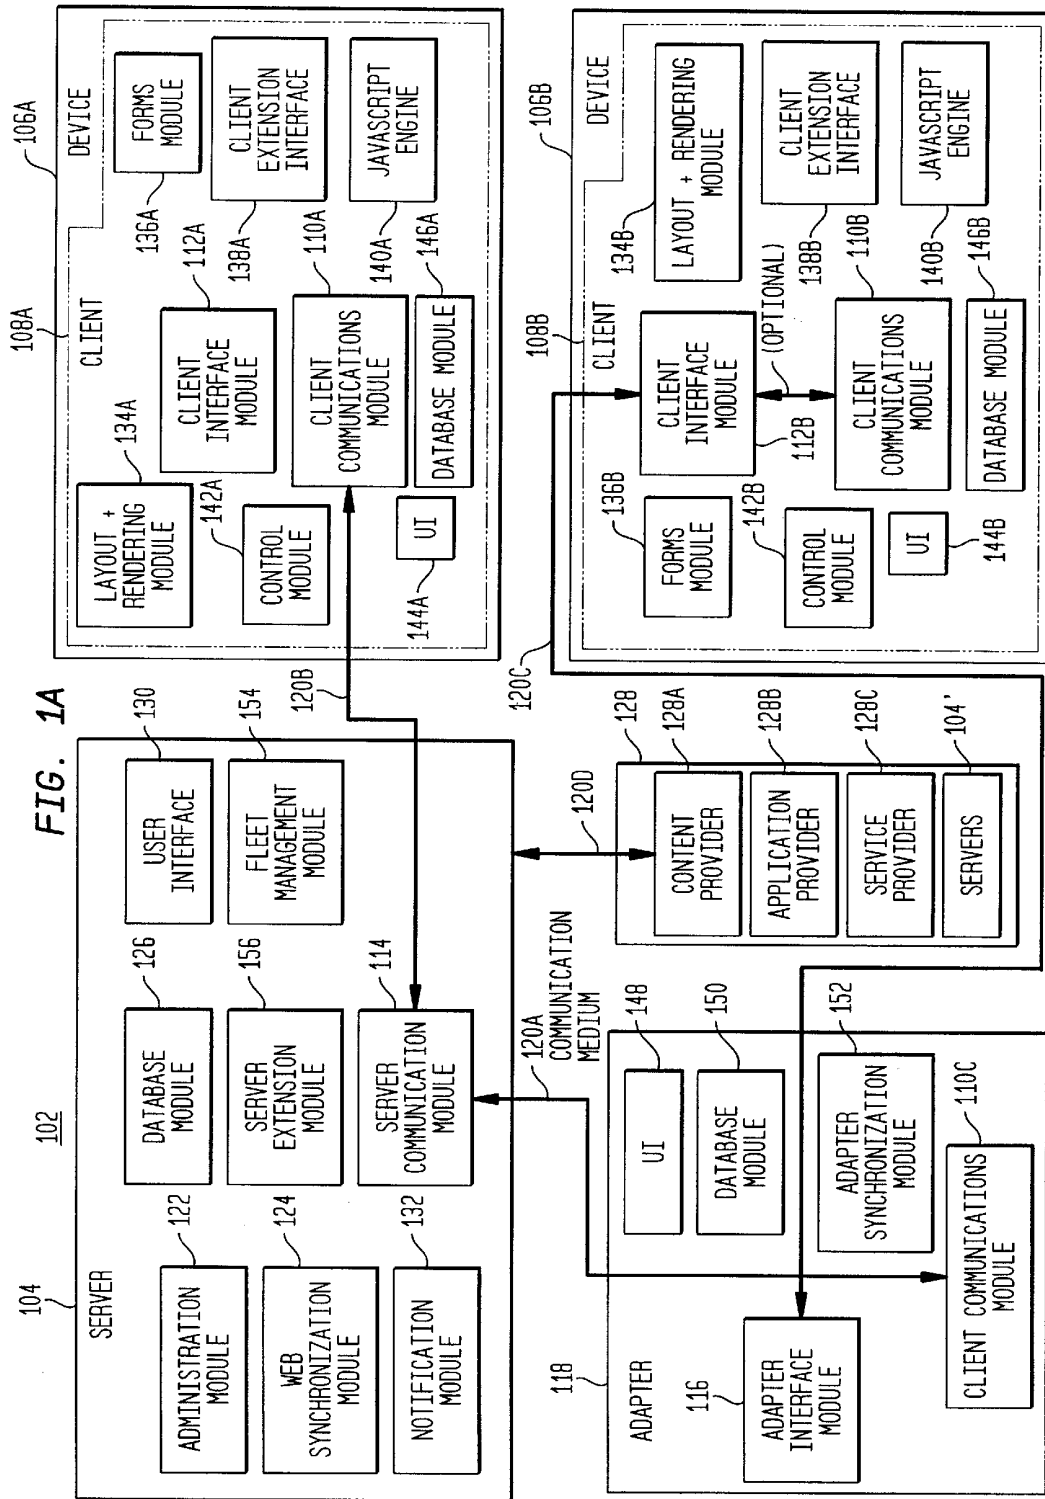 FIG. 1A
102
104
SERVER
122
ADMINISTRATION
MODULE
124
WEB
SYNCHRONIZATION
MODULE
132
NOTIFICATION
MODULE
126
DATABASE
MODULE
156
SERVER
EXTENSION
MODULE
114
SERVER
COMMUNICATION
MODULE
130
USER
INTERFACE
154
FLEET
MANAGEMENT
MODULE
120B
106A
DEVICE
108A
CLIENT
134A
LAYOUT +
RENDERING
MODULE
142A
CONTROL
MODULE
144A
UI
112A
CLIENT
INTERFACE
MODULE
110A
CLIENT
COMMUNICATIONS
MODULE
146A
DATABASE MODULE
136A
FORMS
MODULE
138A
CLIENT
EXTENSION
INTERFACE
140A
JAVASCRIPT
ENGINE
118
ADAPTER
116
ADAPTER
INTERFACE
MODULE
120A
COMMUNICATION
MEDIUM
148
UI
150
DATABASE
MODULE
152
ADAPTER
SYNCHRONIZATION
MODULE
110C
CLIENT COMMUNICATIONS
MODULE
120D
128
128A
CONTENT
PROVIDER
128B
APPLICATION
PROVIDER
128C
SERVICE
PROVIDER
104'
SERVERS
120C
106B
DEVICE
108B
CLIENT
136B
FORMS
MODULE
142B
CONTROL
MODULE
144B
UI
112B
CLIENT
INTERFACE
MODULE
(OPTIONAL)
110B
CLIENT
COMMUNICATIONS
MODULE
146B
DATABASE MODULE
134B
LAYOUT + RENDERING
MODULE
138B
CLIENT
EXTENSION
INTERFACE
140B
JAVASCRIPT
ENGINE